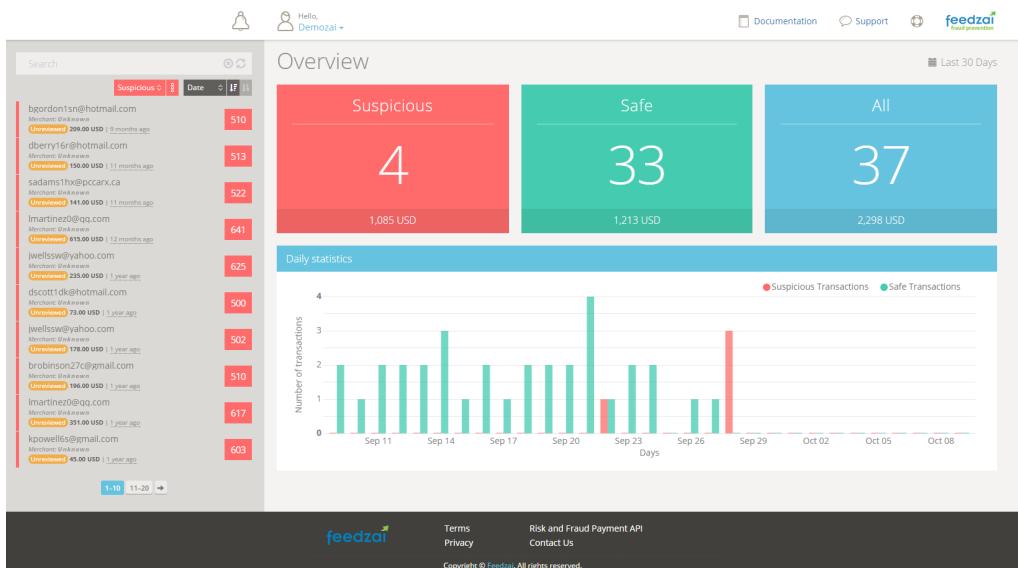 Hello,
Demozai
Documentation
Support
feedzai
fraud prevention
Search
Suspicious
Date
bgordon1sn@hotmail.com
Merchant: Unknown
Unreviewed 209.00 USD | 9 months ago
510
dberry16r@hotmail.com
Merchant: Unknown
Unreviewed 150.00 USD | 11 months ago
513
sadams1hx@pccarx.ca
Merchant: Unknown
Unreviewed 141.00 USD | 11 months ago
522
lmartinez0@qq.com
Merchant: Unknown
Unreviewed 615.00 USD | 12 months ago
641
jwellssw@yahoo.com
Merchant: Unknown
Unreviewed 235.00 USD | 1 year ago
625
dscott1dk@hotmail.com
Merchant: Unknown
Unreviewed 73.00 USD | 1 year ago
500
jwellssw@yahoo.com
Merchant: Unknown
Unreviewed 178.00 USD | 1 year ago
502
brobinson27c@gmail.com
Merchant: Unknown
Unreviewed 196.00 USD | 1 year ago
510
lmartinez0@qq.com
Merchant: Unknown
Unreviewed 351.00 USD | 1 year ago
617
kpowell6s@gmail.com
Merchant: Unknown
Unreviewed 45.00 USD | 1 year ago
603
1-10 11-20
Overview
Last 30 Days
Suspicious
4
1,085 USD
Safe
33
1,213 USD
All
37
2,298 USD
Daily statistics
Suspicious Transactions Safe Transactions
Number of transactions
4
3
2
1
0
Sep 11 Sep 14 Sep 17 Sep 20 Sep 23 Sep 26 Sep 29 Oct 02 Oct 05 Oct 08
Days
feedzai
Terms
Privacy
Risk and Fraud Payment API
Contact Us
Copyright © Feedzai. All rights reserved.